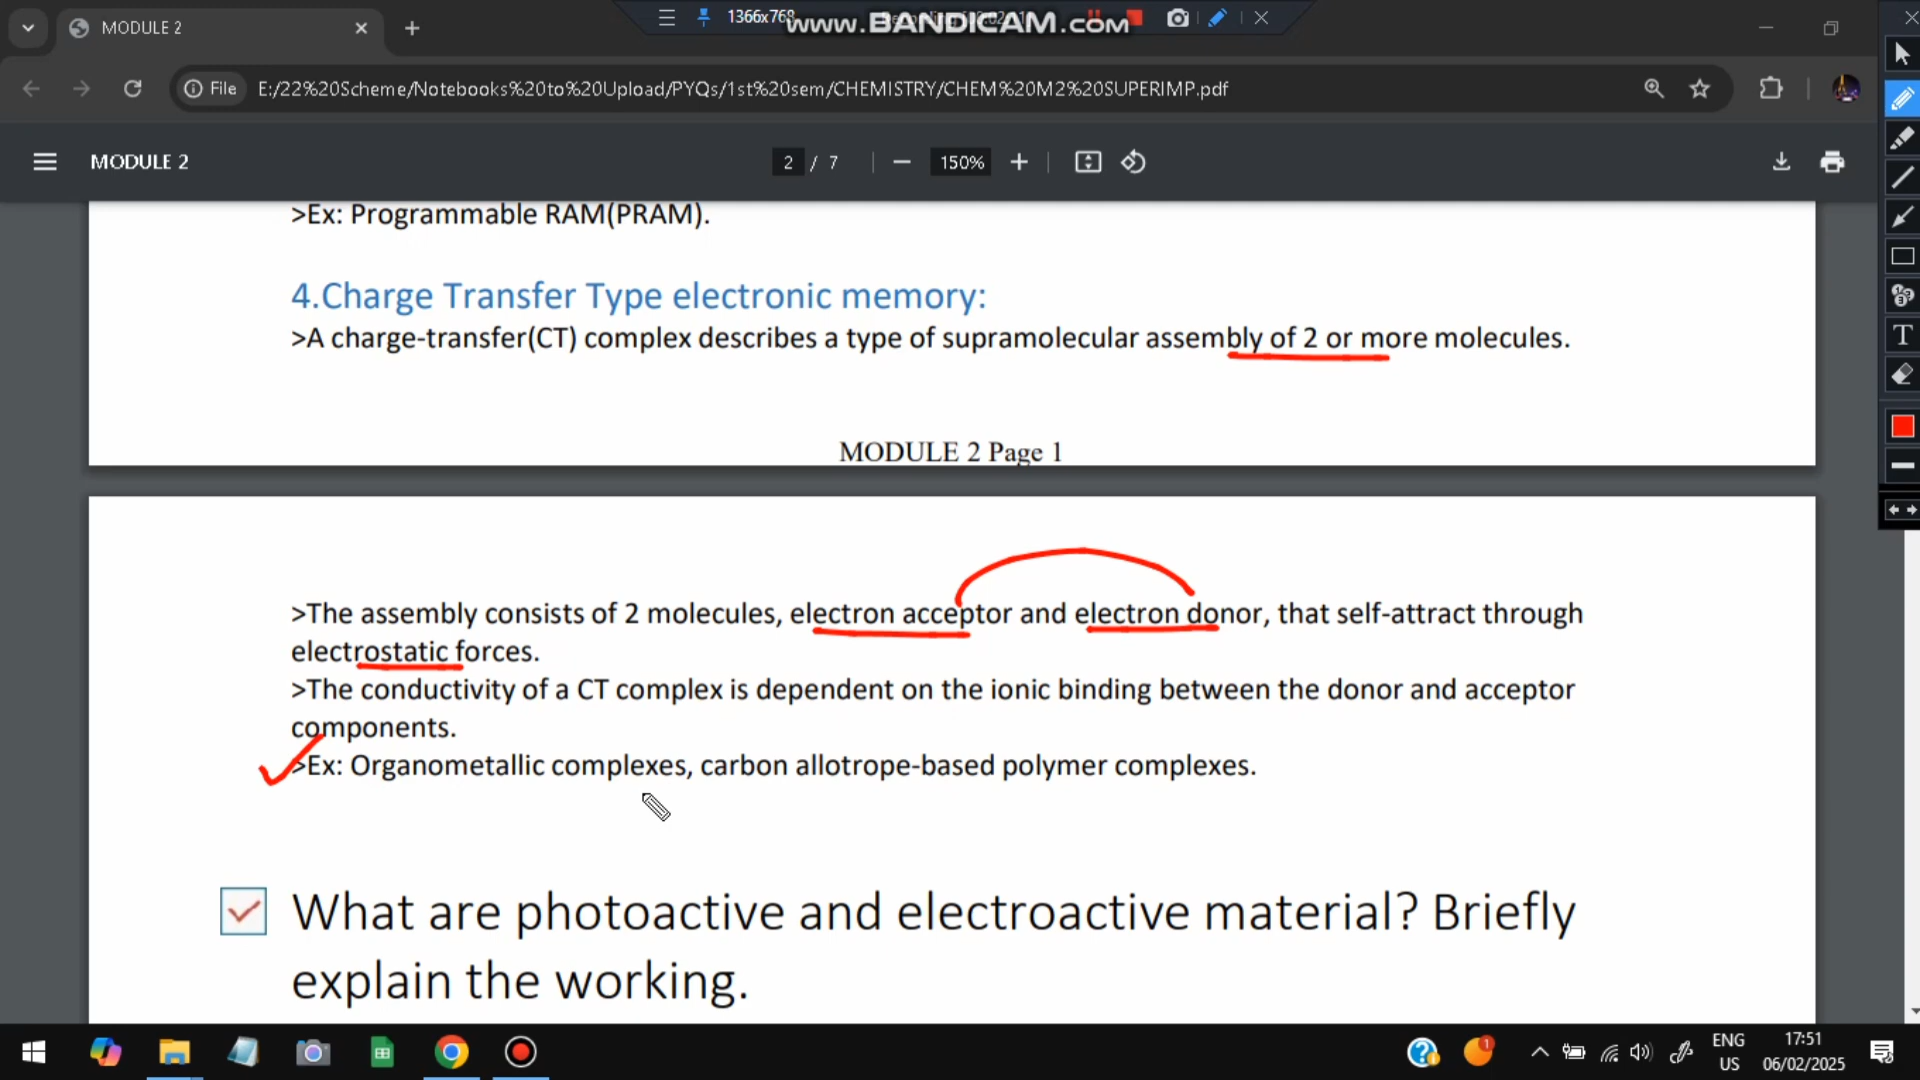 MODULE 2
1366x768
www.BANDICAM.com
File
E:/22%20Scheme/Notebooks%20to%20Upload/PYQs/1st%20sem/CHEMISTRY/CHEM%20M2%20SUPERIMP.pdf
MODULE 2
2 / 7
150%
>Ex: Programmable RAM(PRAM).
4.Charge Transfer Type electronic memory:
>A charge-transfer(CT) complex describes a type of supramolecular assembly of 2 or more molecules.
MODULE 2 Page 1
>The assembly consists of 2 molecules, electron acceptor and electron donor, that self-attract through
electrostatic forces.
>The conductivity of a CT complex is dependent on the ionic binding between the donor and acceptor
components.
>Ex: Organometallic complexes, carbon allotrope-based polymer complexes.
What are photoactive and electroactive material? Briefly
explain the working.
T
1
ENG
US
17:51
06/02/2025